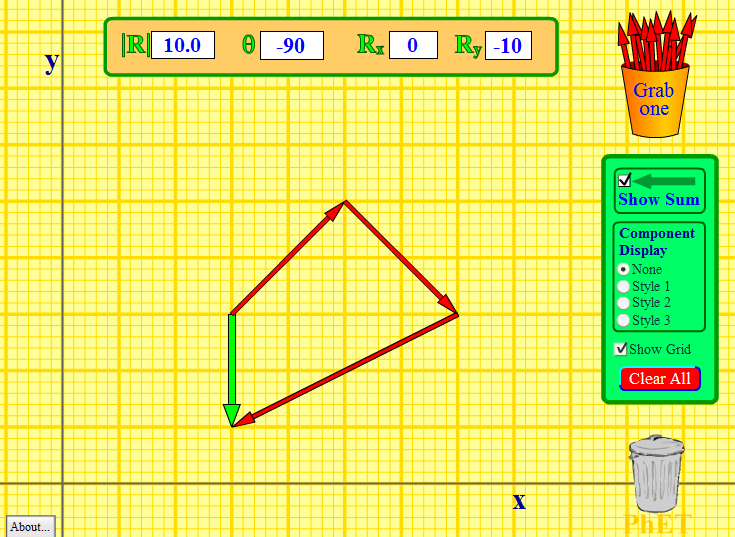 |R| 10.0 θ -90 Rx 0 Ry -10
y
Grab
one
Show Sum
Component
Display
None
Style 1
Style 2
Style 3
Show Grid
Clear All
x
About...
PhET